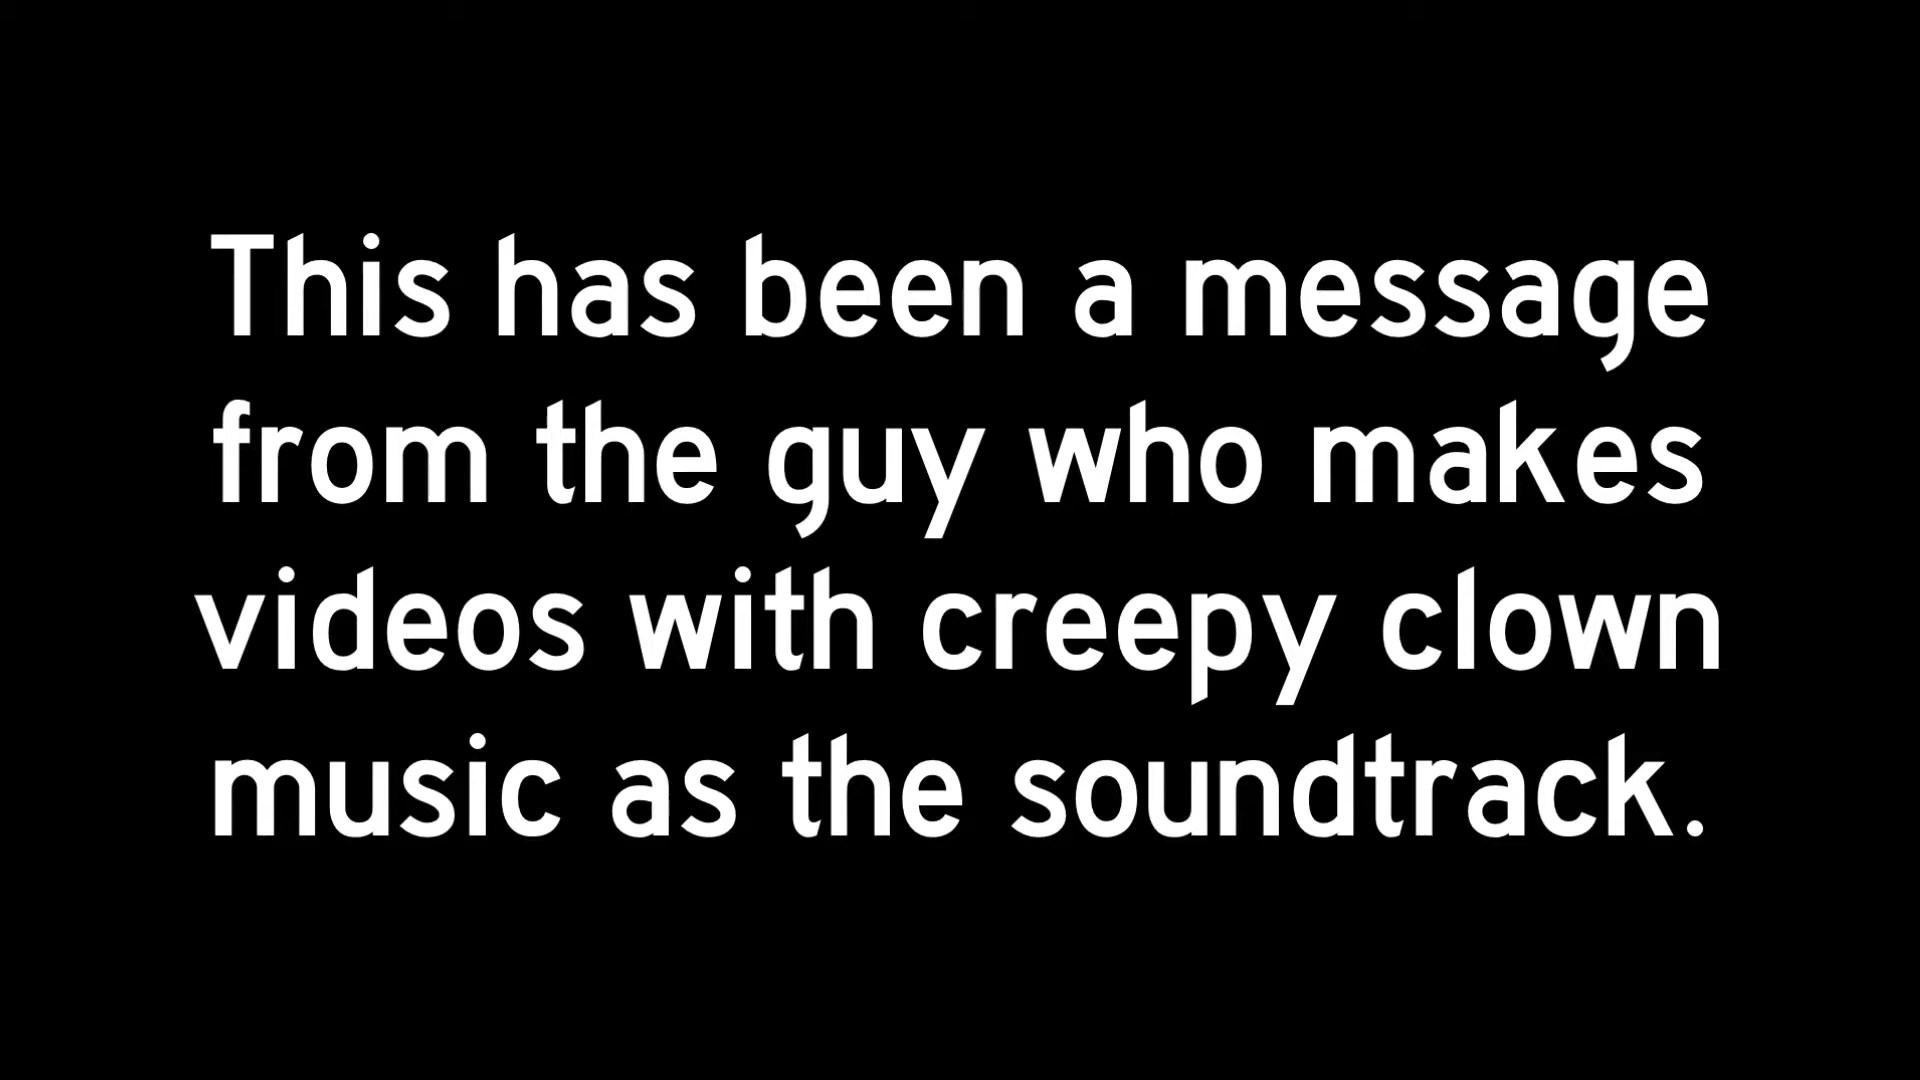 This has been a message
from the guy who makes
videos with creepy clown
music as the soundtrack.